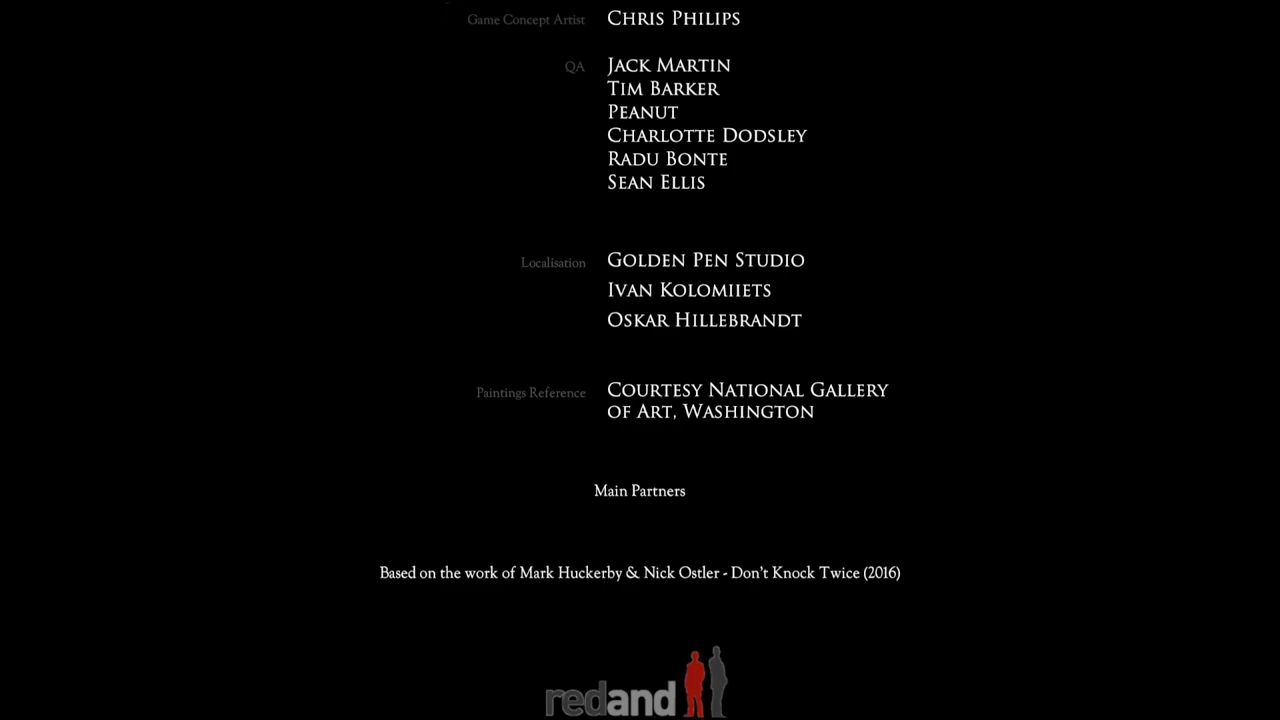 Game Concept Artist CHRIS PHILIPS
QA JACK MARTIN
TIM BARKER
PEANUT
CHARLOTTE DODSLEY
RADU BONTE
SEAN ELLIS
Localisation GOLDEN PEN STUDIO
IVAN KOLOMIIETS
OSKAR HILLEBRANDT
Paintings Reference COURTESY NATIONAL GALLERY
OF ART, WASHINGTON
Main Partners
Based on the work of Mark Huckerby & Nick Ostler - Don't Knock Twice (2016)
redand